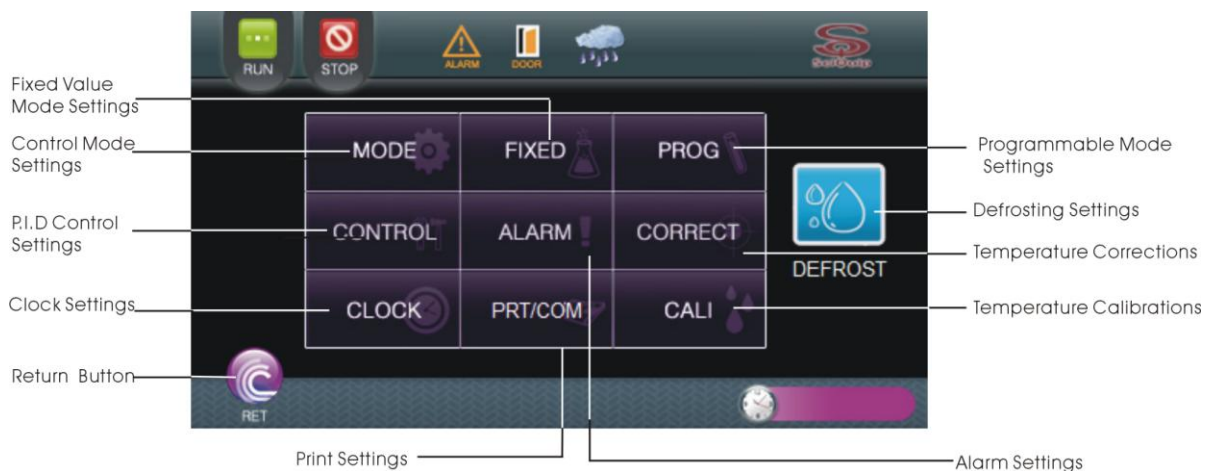 RUN
STOP
ALARM
DOOR
SciQuip
Fixed Value
Mode Settings
Control Mode
Settings
P.I.D Control
Settings
Clock Settings
Return Button
MODE
FIXED
PROG
CONTROL
ALARM
CORRECT
CLOCK
PRT/COM
CALI
DEFROST
RET
Programmable Mode
Settings
Defrosting Settings
Temperature Corrections
Temperature Calibrations
Print Settings
Alarm Settings